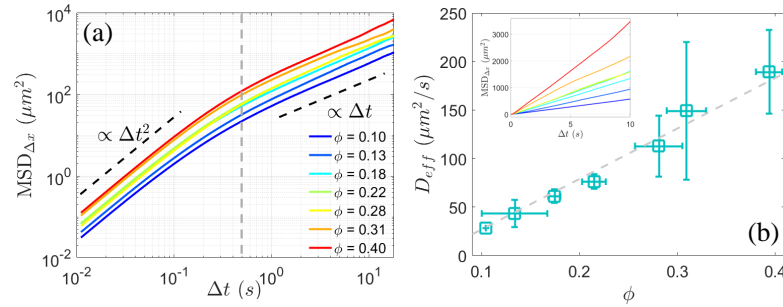 (a)
10^4
10^2
10^0
10^-2
MSD_Δx (μm^2)
∝ Δt^2
∝ Δt
ϕ = 0.10
ϕ = 0.13
ϕ = 0.18
ϕ = 0.22
ϕ = 0.28
ϕ = 0.31
ϕ = 0.40
10^-2 10^-1 10^0 10^1
Δt (s)
250
200
150
100
50
0
D_eff (μm^2/s)
3000
2000
1000
0
MSD_Δx (μm^2)
0 5 10
Δt (s)
(b)
0.1 0.2 0.3 0.4
ϕ